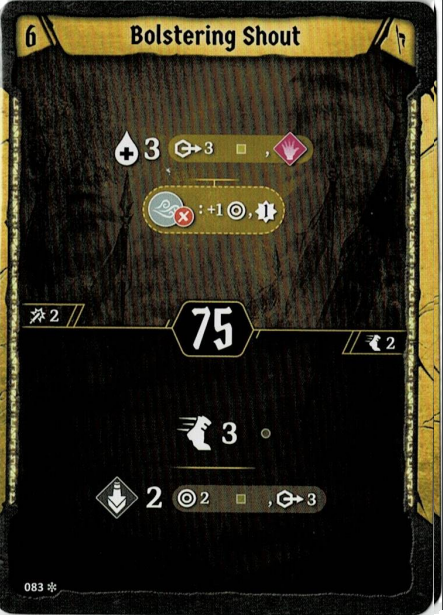 6 Bolstering Shout
3 3 ,
: +1 ,
2
75
2
3
2 2 , 3
083